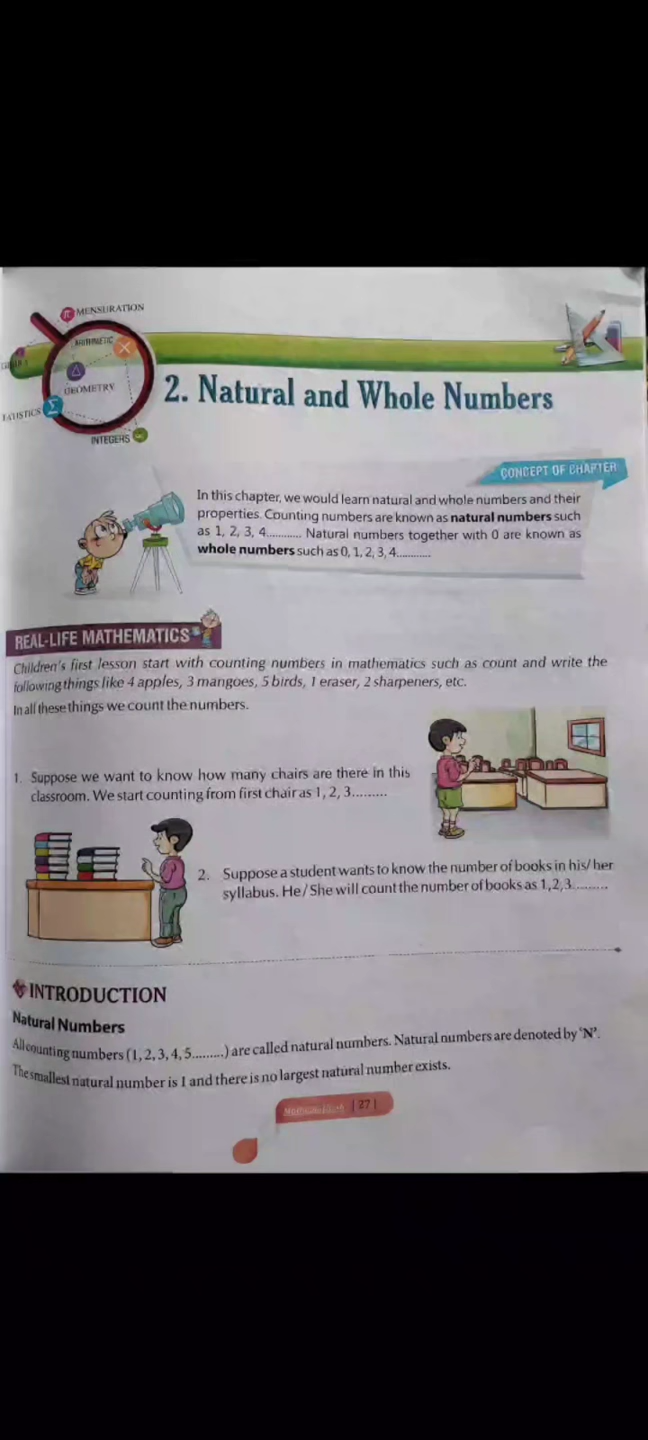 MENSURATION
ARITHMETIC
GEOMETRY
INTEGERS
2. Natural and Whole Numbers
CONCEPT OF CHAPTER
In this chapter, we would learn natural and whole numbers and their
properties. Counting numbers are known as natural numbers such
as 1, 2, 3, 4........... Natural numbers together with 0 are known as
whole numbers such as 0, 1, 2, 3, 4...........
REAL-LIFE MATHEMATICS
Children's first lesson start with counting numbers in mathematics such as count and write the
following things like 4 apples, 3 mangoes, 5 birds, 1 eraser, 2 sharpeners, etc.
In all these things we count the numbers.
1. Suppose we want to know how many chairs are there in this
classroom. We start counting from first chair as 1, 2, 3.........
2. Suppose a student wants to know the number of books in his/ her
syllabus. He/ She will count the number of books as 1,2,3.........
INTRODUCTION
Natural Numbers
All counting numbers (1, 2, 3, 4, 5.........) are called natural numbers. Natural numbers are denoted by 'N'.
The smallest natural number is 1 and there is no largest natural number exists.
| 27 |